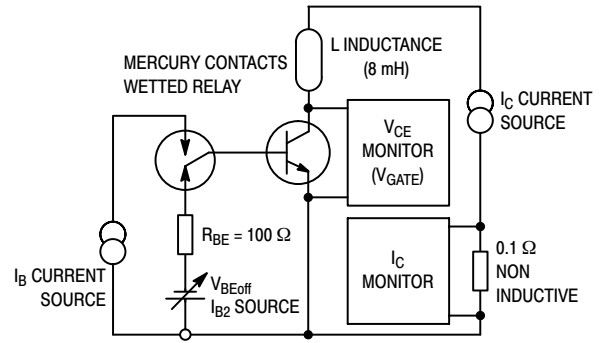 MERCURY CONTACTS
WETTED RELAY
L INDUCTANCE
(8 mH)
I_C CURRENT
SOURCE
V_CE
MONITOR
(V_GATE)
R_BE = 100 Ω
I_C
MONITOR
0.1 Ω
NON
INDUCTIVE
I_B CURRENT
SOURCE
V_BEoff
I_B2 SOURCE